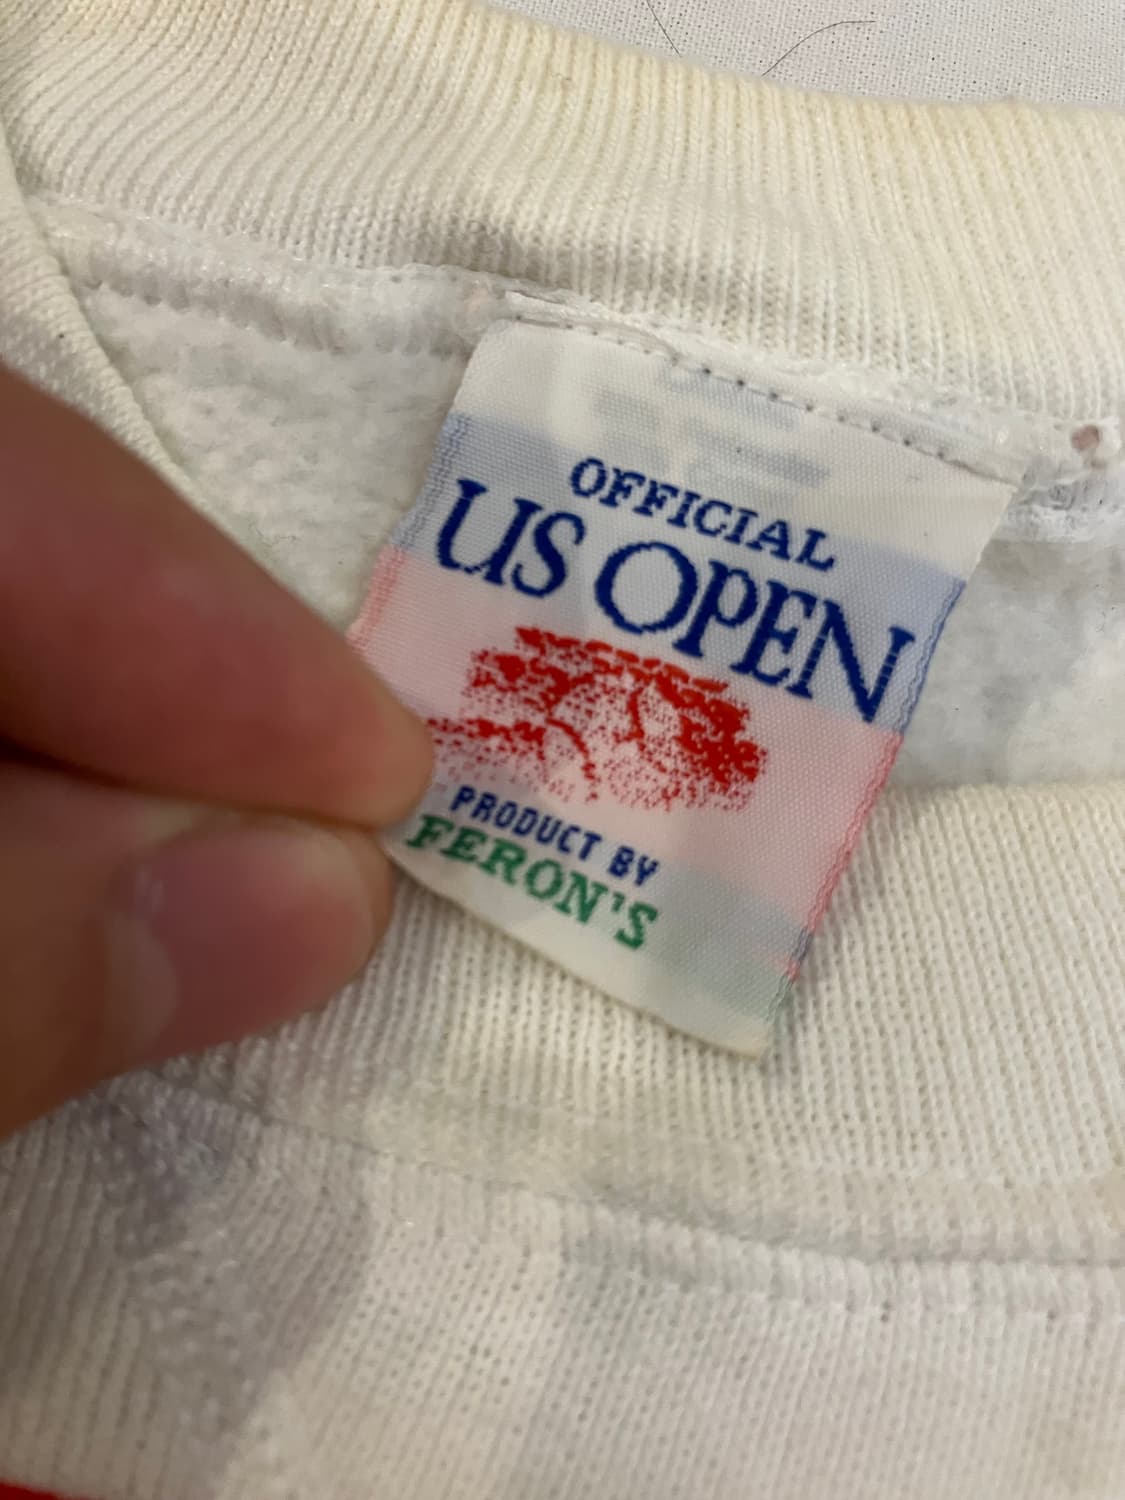 OFFICIAL
US OPEN
PRODUCT BY
FERON'S